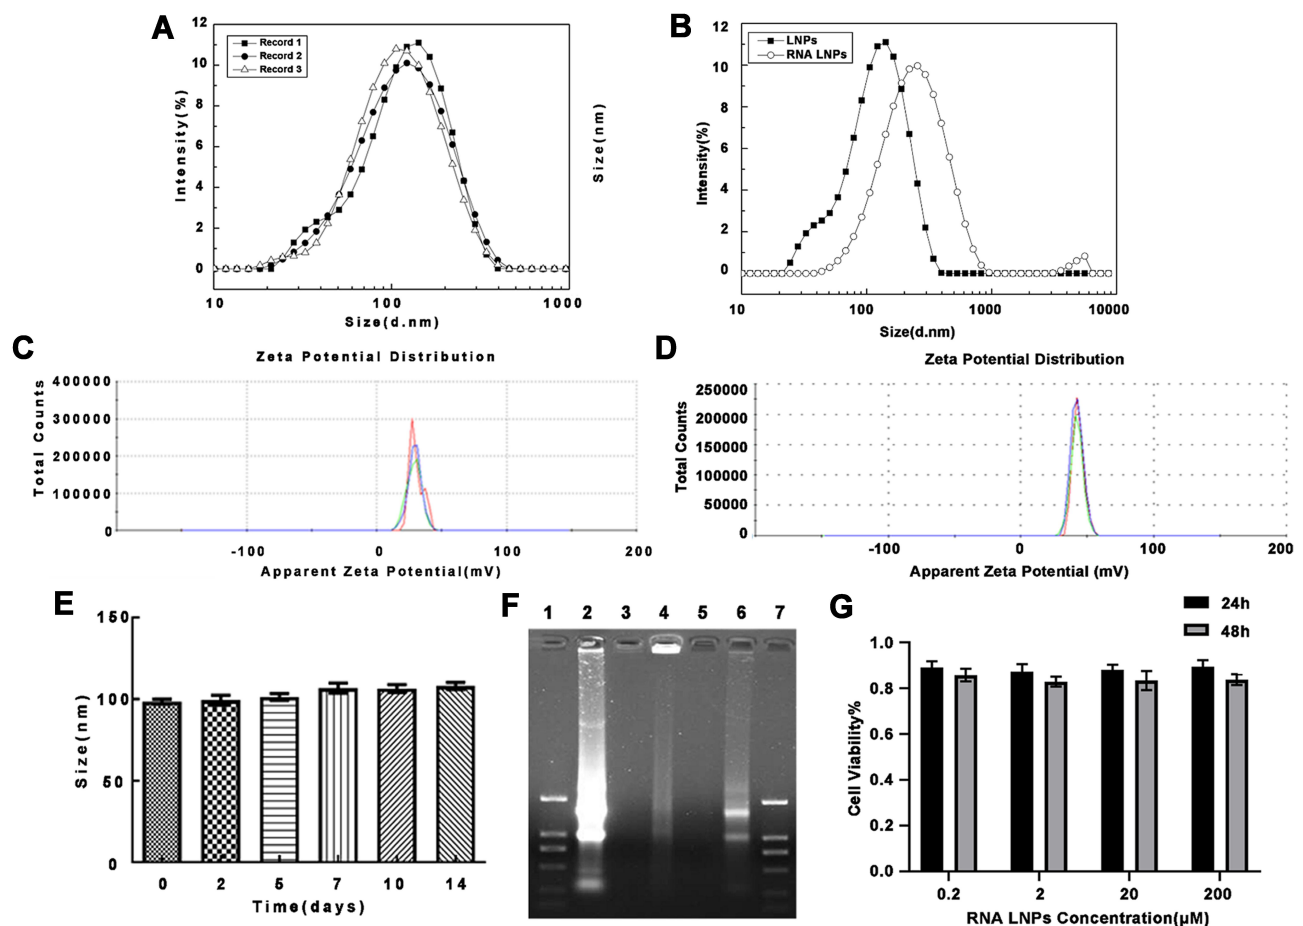 A
12
10
8
6
4
2
0
Intensity(%)
Record 1
Record 2
Record 3
10
100
1000
Size(d.nm)
Size(nm)
B
12
10
8
6
4
2
0
Intensity(%)
LNPs
RNA LNPs
10
100
1000
10000
Size(d.nm)
C
Zeta Potential Distribution
400000
300000
200000
100000
0
Total Counts
-100
0
100
200
Apparent Zeta Potential(mV)
D
Zeta Potential Distribution
250000
200000
150000
100000
50000
0
Total Counts
-100
0
100
200
Apparent Zeta Potential (mV)
E
150
100
50
0
Size(nm)
0
2
5
7
10
14
Time(days)
F
1 2 3 4 5 6 7
G
24h
48h
1.0
0.8
0.6
0.4
0.2
0.0
Cell Viability%
0.2
2
20
200
RNA LNPs Concentration(μM)